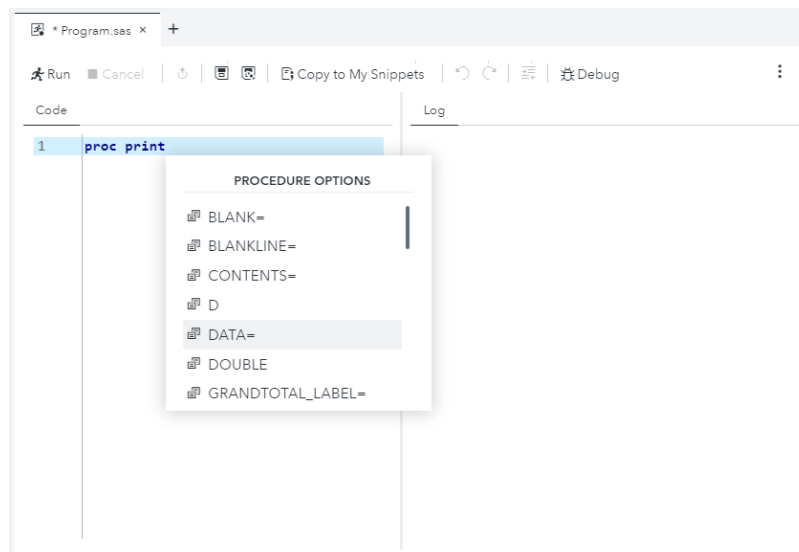 * Program.sas × +
Run Cancel Copy to My Snippets Debug
Code
Log
1 proc print
PROCEDURE OPTIONS
BLANK=
BLANKLINE=
CONTENTS=
D
DATA=
DOUBLE
GRANDTOTAL_LABEL=